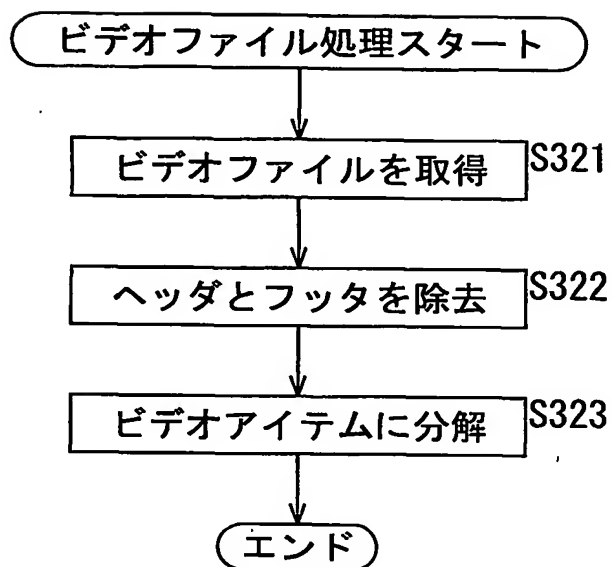 ビデオファイル処理スタート
ビデオファイルを取得 S321
ヘッダとフッタを除去 S322
ビデオアイテムに分解 S323
エンド